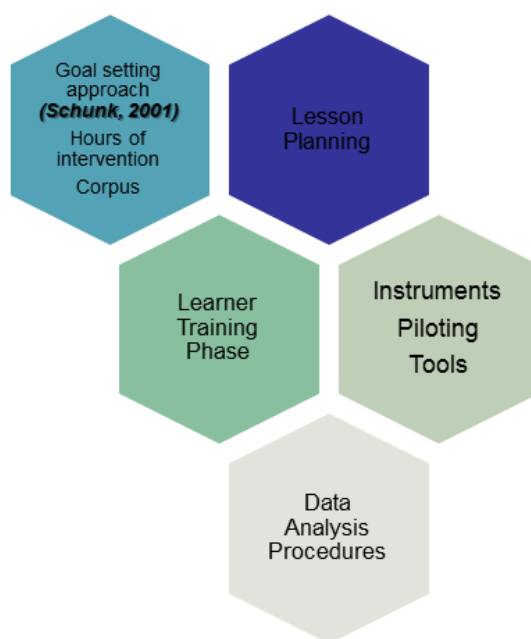 Goal setting
approach
(Schunk, 2001)
Hours of
intervention
Corpus
Lesson
Planning
Learner
Training
Phase
Instruments
Piloting
Tools
Data
Analysis
Procedures